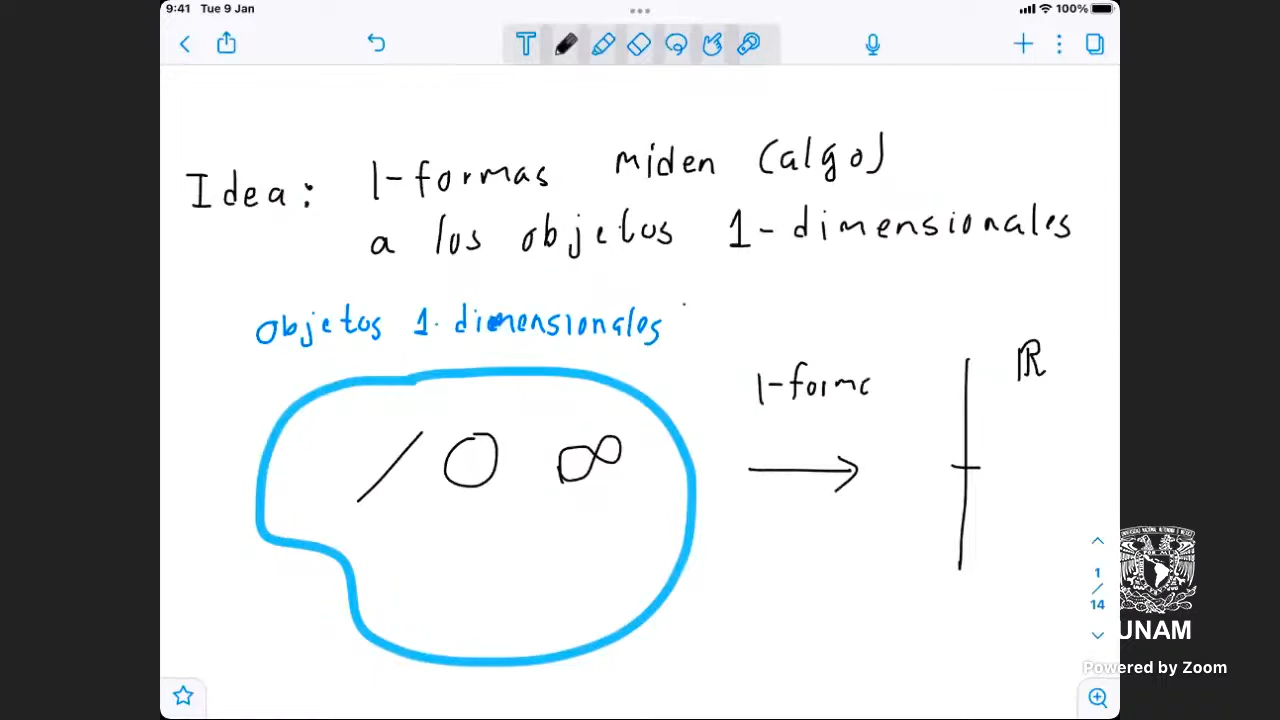 9:41 Tue 9 Jan
100%
Idea: 1-formas miden (algo)
a los objetos 1-dimensionales
objetos 1-dimensionales
1-forma
ℝ
∞
1
/
14
UNAM
Powered by Zoom